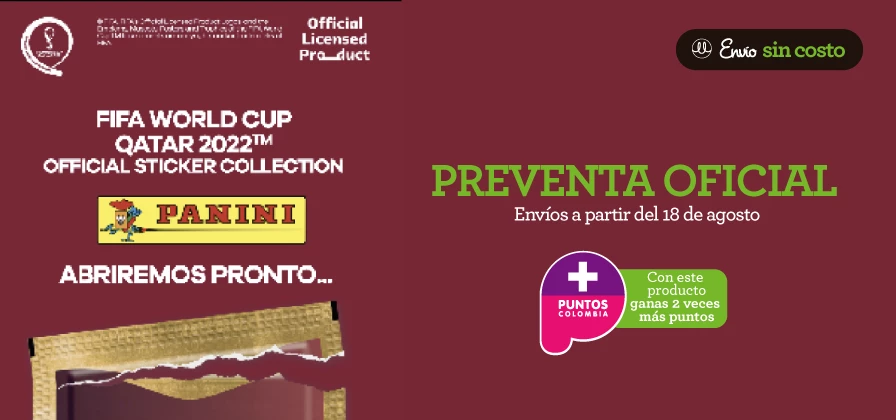 Official
Licensed
Product
FIFA WORLD CUP
QATAR 2022™
OFFICIAL STICKER COLLECTION
PANINI
ABRIREMOS PRONTO...
Envío sin costo
PREVENTA OFICIAL
Envíos a partir del 18 de agosto
PUNTOS
COLOMBIA
Con este
producto
ganas 2 veces
más puntos